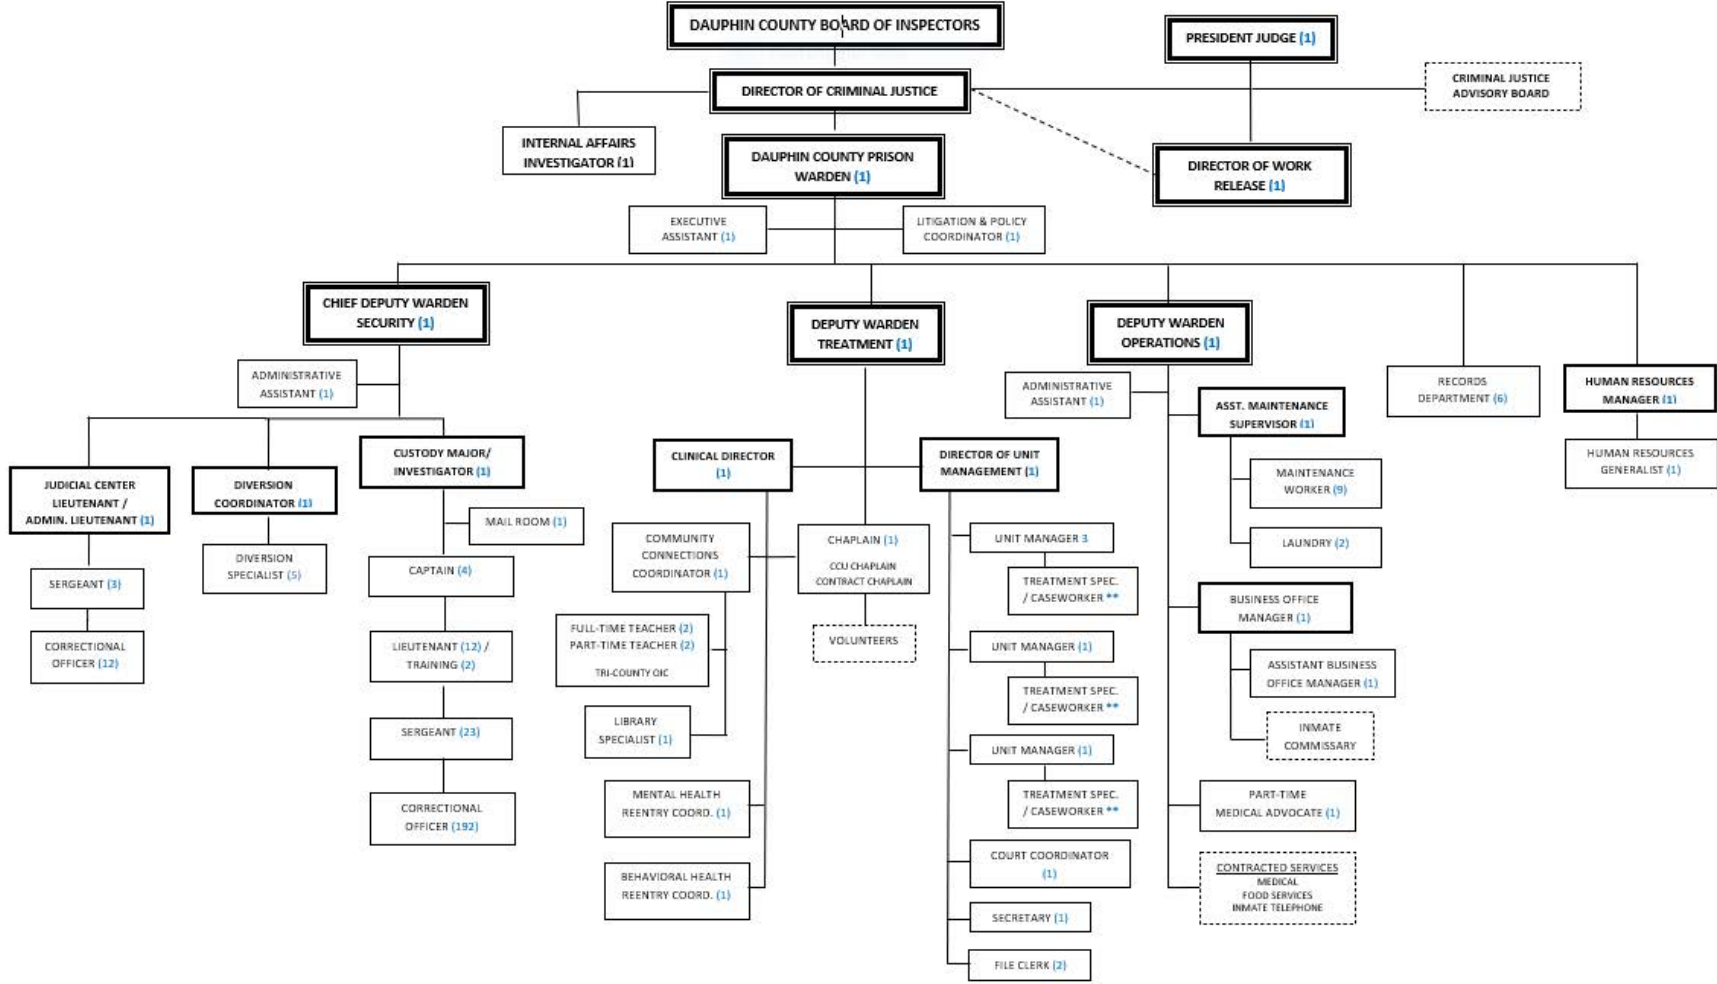 DAUPHIN COUNTY BOARD OF INSPECTORS
PRESIDENT JUDGE (1)
CRIMINAL JUSTICE
ADVISORY BOARD
DIRECTOR OF CRIMINAL JUSTICE
INTERNAL AFFAIRS
INVESTIGATOR (1)
DAUPHIN COUNTY PRISON
WARDEN (1)
DIRECTOR OF WORK
RELEASE (1)
EXECUTIVE
ASSISTANT (1)
LITIGATION & POLICY
COORDINATOR (1)
CHIEF DEPUTY WARDEN
SECURITY (1)
DEPUTY WARDEN
TREATMENT (1)
DEPUTY WARDEN
OPERATIONS (1)
ADMINISTRATIVE
ASSISTANT (1)
ADMINISTRATIVE
ASSISTANT (1)
ASST. MAINTENANCE
SUPERVISOR (1)
RECORDS
DEPARTMENT (6)
HUMAN RESOURCES
MANAGER (1)
JUDICIAL CENTER
LIEUTENANT /
ADMIN. LIEUTENANT (1)
DIVERSION
COORDINATOR (1)
CUSTODY MAJOR/
INVESTIGATOR (1)
CLINICAL DIRECTOR
(1)
DIRECTOR OF UNIT
MANAGEMENT (1)
MAINTENANCE
WORKER (9)
HUMAN RESOURCES
GENERALIST (1)
MAIL ROOM (1)
SERGEANT (3)
DIVERSION
SPECIALIST (5)
CAPTAIN (4)
COMMUNITY
CONNECTIONS
COORDINATOR (1)
CHAPLAIN (1)
CCU CHAPLAIN
CONTRACT CHAPLAIN
UNIT MANAGER 3
LAUNDRY (2)
TREATMENT SPEC.
/ CASEWORKER **
BUSINESS OFFICE
MANAGER (1)
CORRECTIONAL
OFFICER (12)
LIEUTENANT (12) /
TRAINING (2)
FULL-TIME TEACHER (2)
PART-TIME TEACHER (2)
TRI-COUNTY OIC
VOLUNTEERS
UNIT MANAGER (1)
TREATMENT SPEC.
/ CASEWORKER **
ASSISTANT BUSINESS
OFFICE MANAGER (1)
SERGEANT (23)
LIBRARY
SPECIALIST (1)
UNIT MANAGER (1)
INMATE
COMMISSARY
CORRECTIONAL
OFFICER (192)
MENTAL HEALTH
REENTRY COORD. (1)
TREATMENT SPEC.
/ CASEWORKER **
PART-TIME
MEDICAL ADVOCATE (1)
BEHAVIORAL HEALTH
REENTRY COORD. (1)
COURT COORDINATOR
(1)
CONTRACTED SERVICES
MEDICAL
FOOD SERVICES
INMATE TELEPHONE
SECRETARY (1)
FILE CLERK (2)